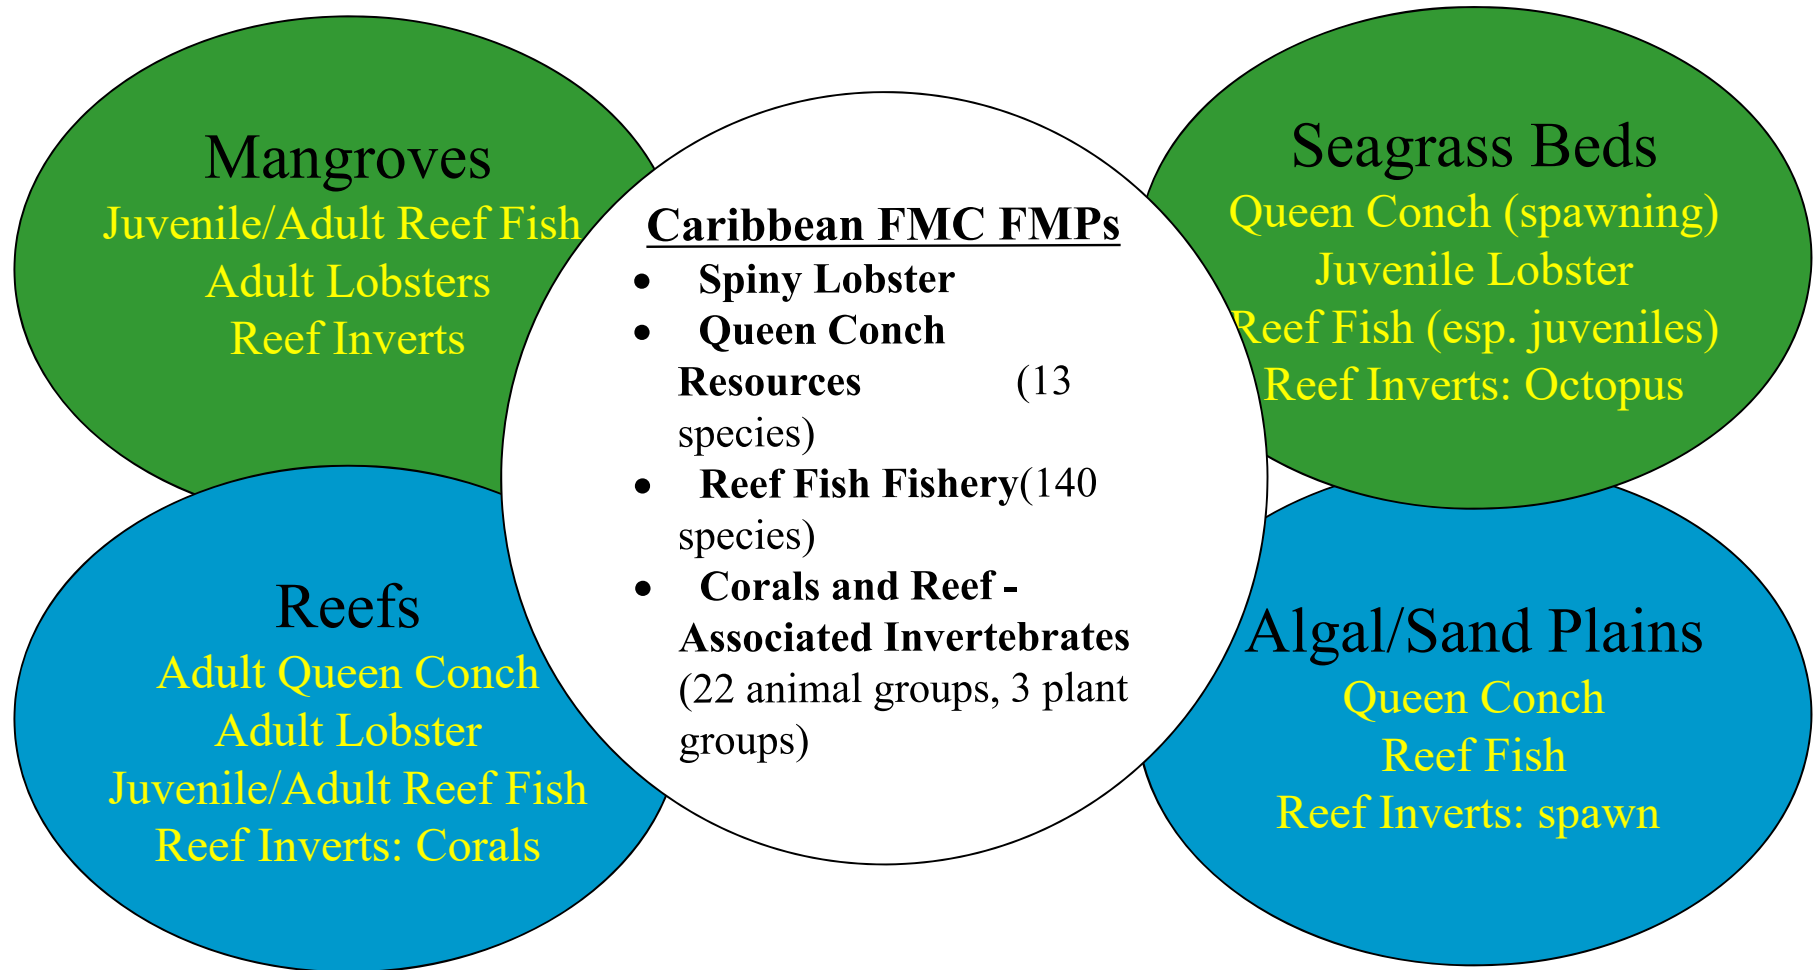 Mangroves
Juvenile/Adult Reef Fish
Adult Lobsters
Reef Inverts
Caribbean FMC FMPs
• Spiny Lobster
• Queen Conch
Resources (13
species)
• Reef Fish Fishery(140
species)
• Corals and Reef -
Associated Invertebrates
(22 animal groups, 3 plant
groups)
Seagrass Beds
Queen Conch (spawning)
Juvenile Lobster
Reef Fish (esp. juveniles)
Reef Inverts: Octopus
Reefs
Adult Queen Conch
Adult Lobster
Juvenile/Adult Reef Fish
Reef Inverts: Corals
Algal/Sand Plains
Queen Conch
Reef Fish
Reef Inverts: spawn